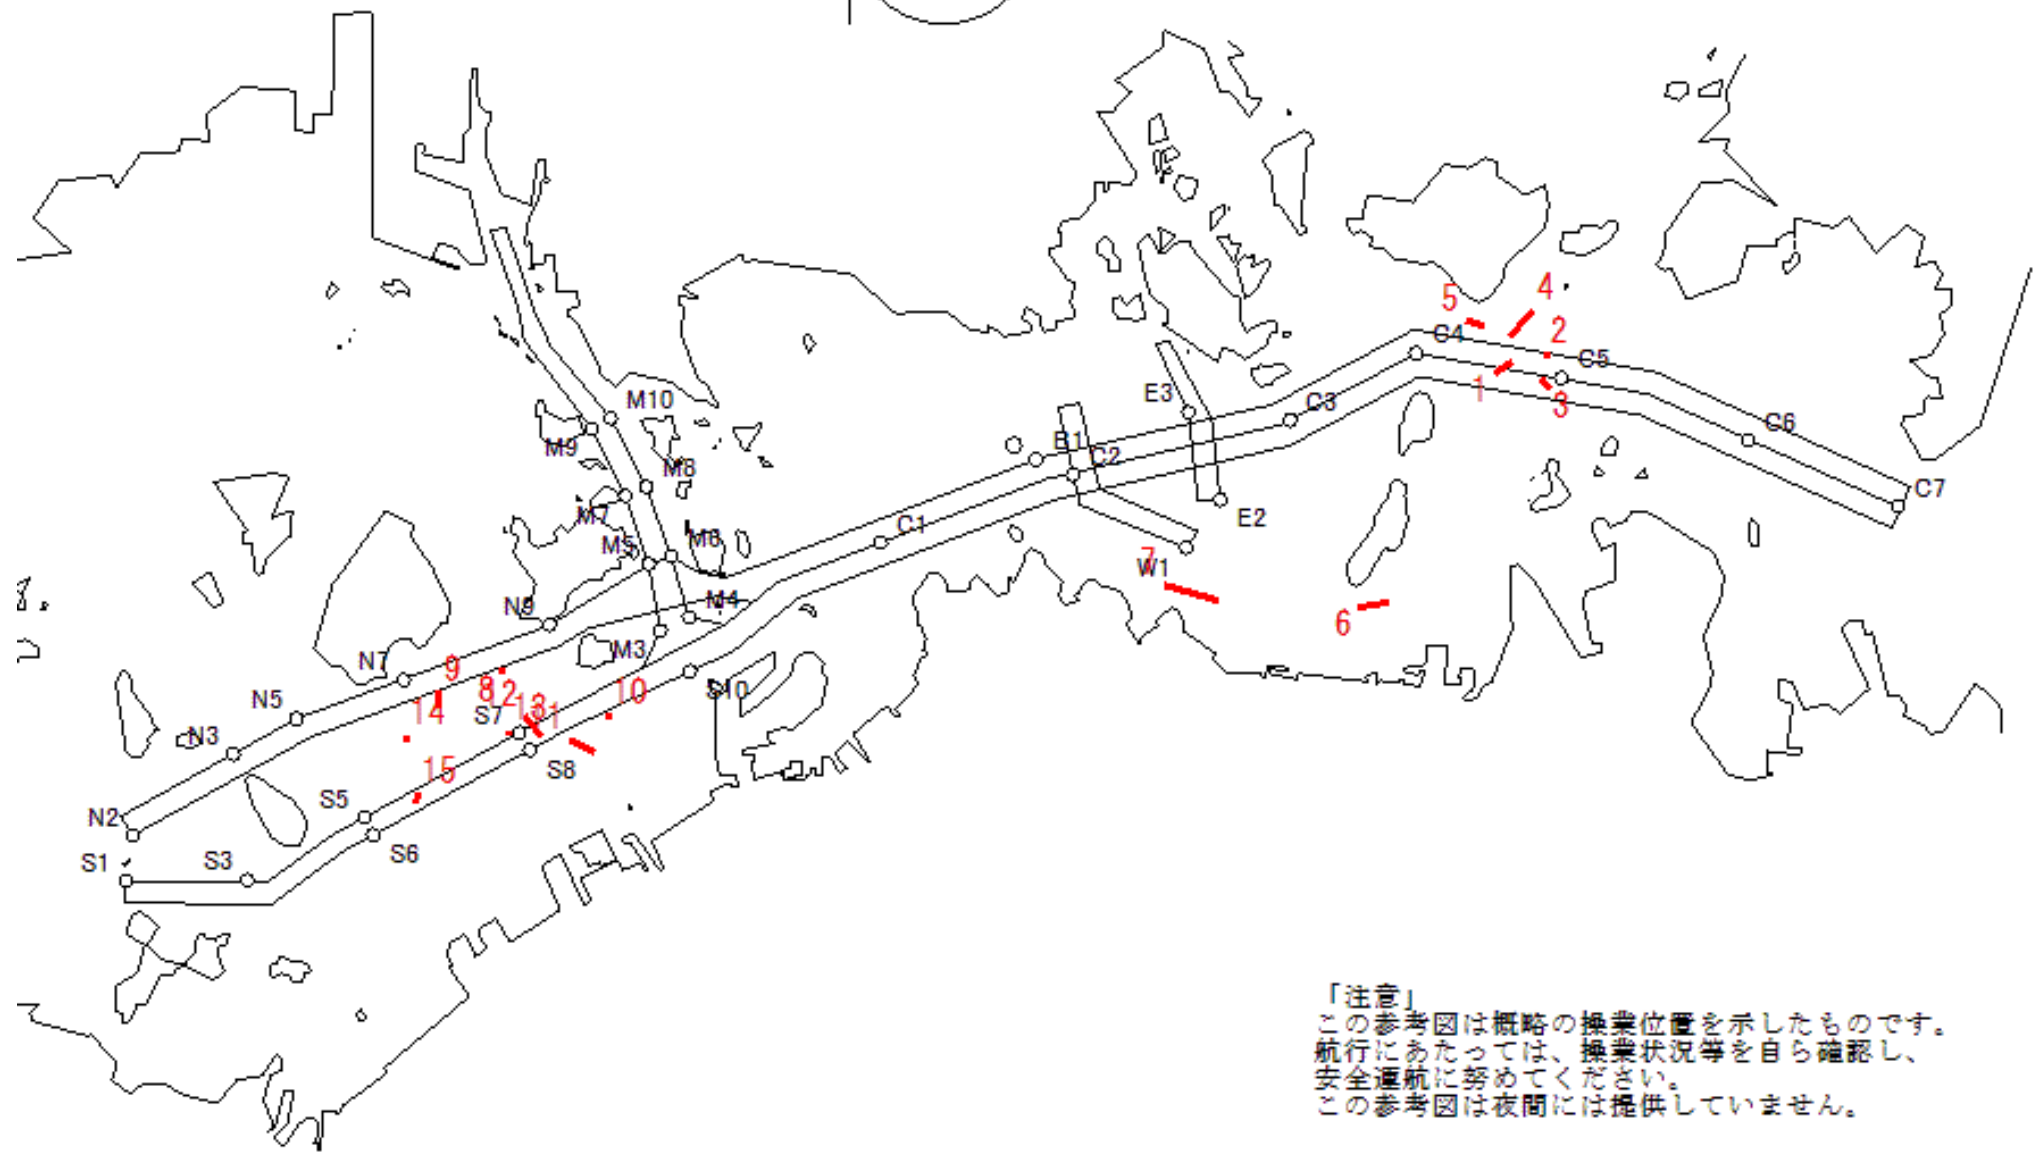 4
5
C4
2
C5
1
3
E3
C3
C6
M10
M9
M8
B1
C2
C7
E2
M7
M5
M6
C1
7
W1
N9
M4
6
M3
N7
9
8
12
10
S10
N5
14
S7
13
11
N3
15
S8
S5
N2
S6
S1
S3
「注意」
この参考図は概略の操業位置を示したものです。
航行にあたっては、操業状況等を自ら確認し、
安全運航に努めてください。
この参考図は夜間には提供していません。